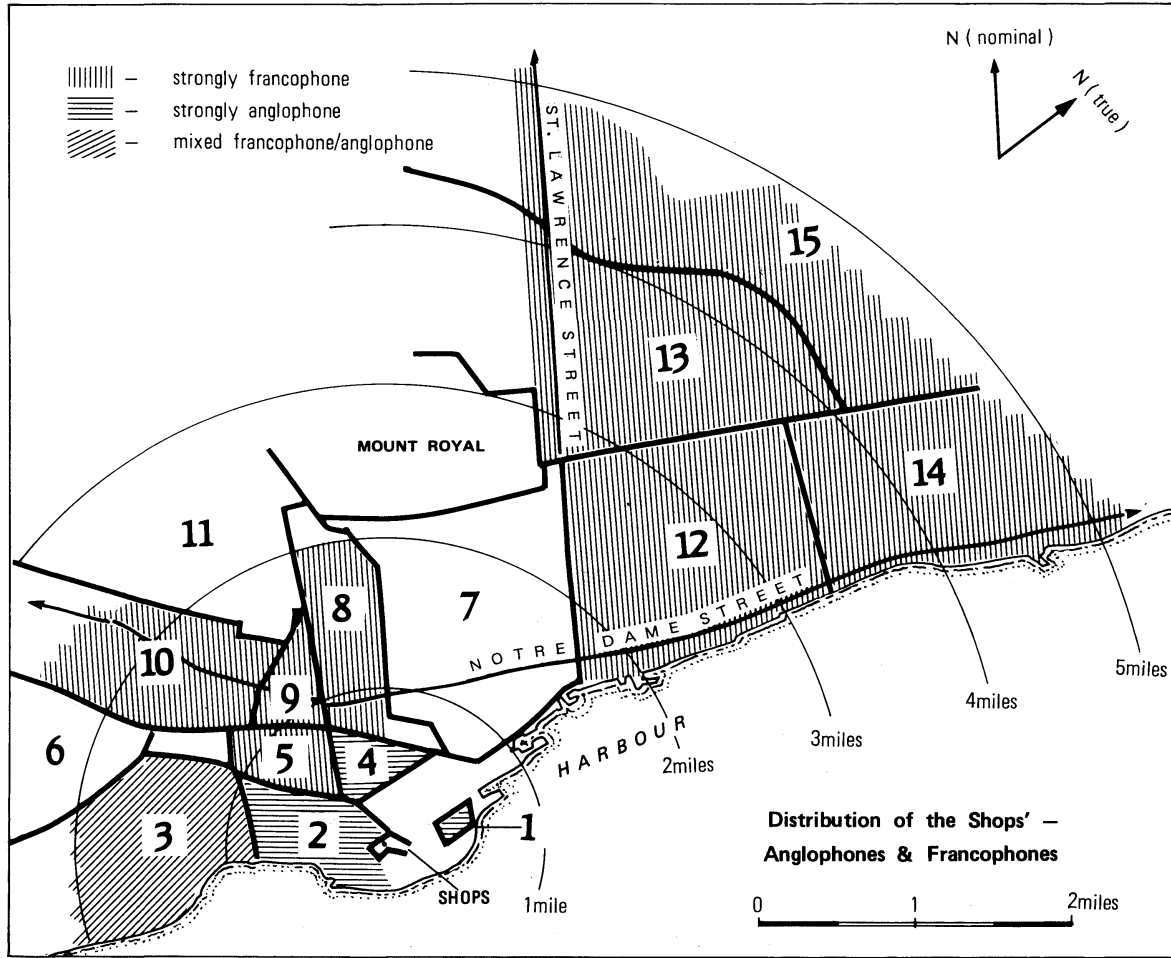 N ( nominal )
N ( true )
– strongly francophone
– strongly anglophone
– mixed francophone/anglophone
ST. LAWRENCE STREET
15
13
MOUNT ROYAL
14
11
12
8
7
NOTRE DAME STREET
10
9
5miles
4miles
6
5
4
HARBOUR
3miles
2miles
3
2
1
Distribution of the Shops' –
Anglophones & Francophones
SHOPS
1mile
0 1 2miles